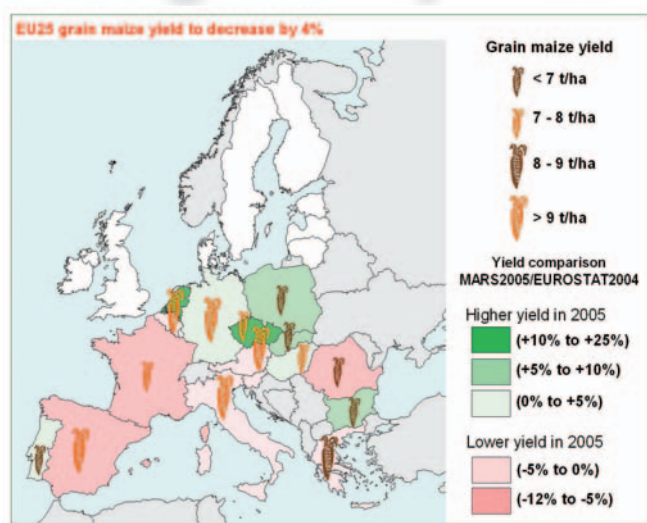 EU25 grain maize yield to decrease by 4%
Grain maize yield
< 7 t/ha
7 - 8 t/ha
8 - 9 t/ha
> 9 t/ha
Yield comparison
MARS2005/EUROSTAT2004
Higher yield in 2005
(+10% to +25%)
(+5% to +10%)
(0% to +5%)
Lower yield in 2005
(-5% to 0%)
(-12% to -5%)